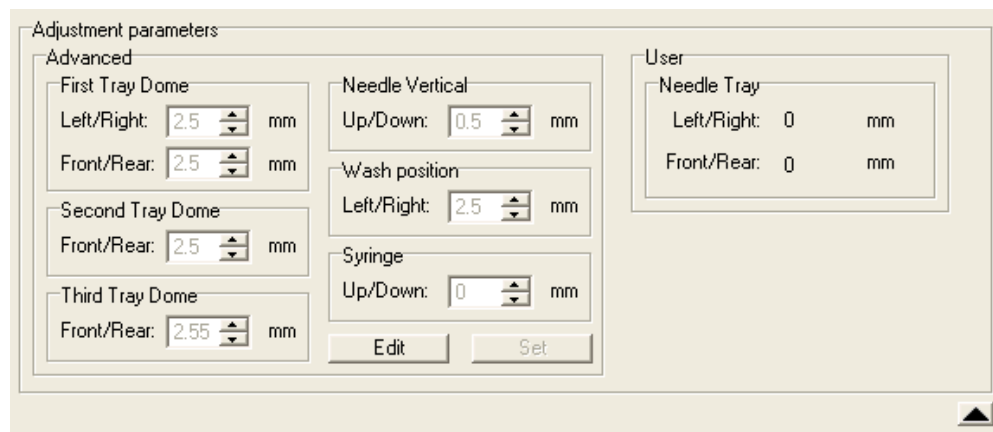 Adjustment parameters
Advanced
First Tray Dome
Left/Right: 2.5 mm
Front/Rear: 2.5 mm
Second Tray Dome
Front/Rear: 2.5 mm
Third Tray Dome
Front/Rear: 2.55 mm
Needle Vertical
Up/Down: 0.5 mm
Wash position
Left/Right: 2.5 mm
Syringe
Up/Down: 0 mm
Edit Set
User
Needle Tray
Left/Right: 0 mm
Front/Rear: 0 mm